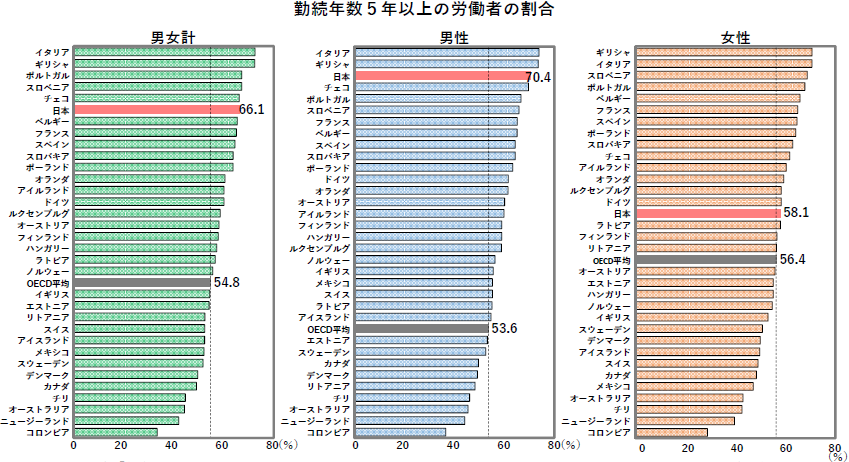 勤続年数５年以上の労働者の割合
男女計
イタリア
ギリシャ
ポルトガル
スロベニア
チェコ
日本 66.1
ベルギー
フランス
スペイン
スロバキア
ポーランド
オランダ
アイルランド
ドイツ
ルクセンブルグ
オーストリア
フィンランド
ハンガリー
ラトビア
ノルウェー
OECD平均 54.8
イギリス
エストニア
リトアニア
スイス
アイスランド
メキシコ
スウェーデン
デンマーク
カナダ
チリ
オーストラリア
ニュージーランド
コロンビア
0 20 40 60 80(%)
男性
イタリア
ギリシャ
日本 70.4
チェコ
ポルトガル
スロベニア
フランス
ベルギー
スペイン
スロバキア
ポーランド
ドイツ
オランダ
オーストリア
アイルランド
フィンランド
ハンガリー
ルクセンブルグ
ノルウェー
イギリス
メキシコ
スイス
ラトビア
アイスランド
OECD平均 53.6
エストニア
スウェーデン
カナダ
デンマーク
リトアニア
チリ
オーストラリア
ニュージーランド
コロンビア
0 20 40 60 80(%)
女性
ギリシャ
イタリア
スロベニア
ポルトガル
ベルギー
フランス
スペイン
ポーランド
スロバキア
チェコ
アイルランド
オランダ
ルクセンブルグ
ドイツ
日本 58.1
ラトビア
フィンランド
リトアニア
OECD平均 56.4
オーストリア
エストニア
ハンガリー
ノルウェー
イギリス
スウェーデン
デンマーク
アイスランド
スイス
カナダ
メキシコ
オーストラリア
チリ
ニュージーランド
コロンビア
0 20 40 60 80
(%)